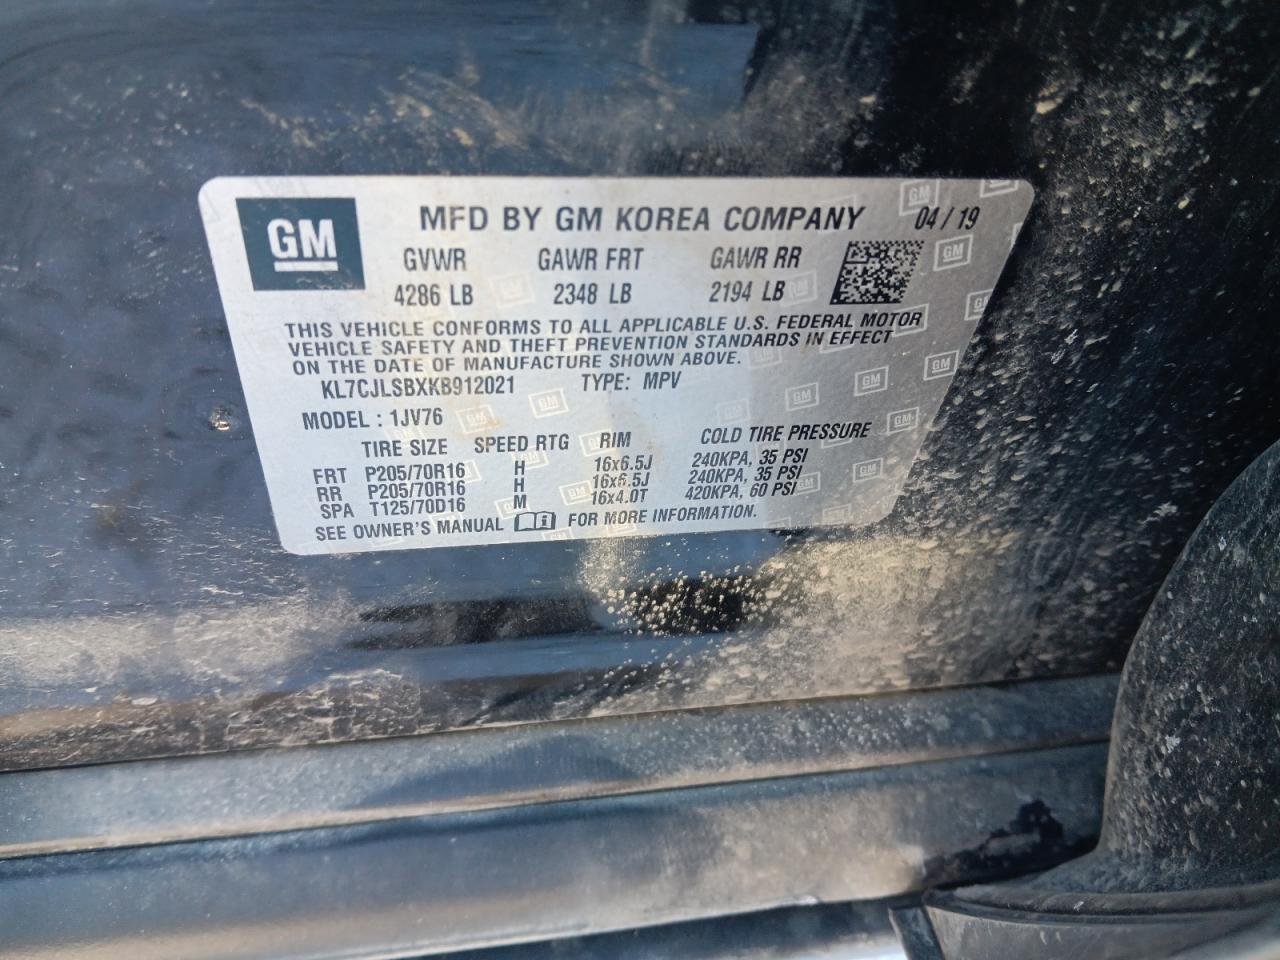 GM MFD BY GM KOREA COMPANY 04 / 19
GVWR GAWR FRT GAWR RR
4286 LB 2348 LB 2194 LB
THIS VEHICLE CONFORMS TO ALL APPLICABLE U.S. FEDERAL MOTOR
VEHICLE SAFETY AND THEFT PREVENTION STANDARDS IN EFFECT
ON THE DATE OF MANUFACTURE SHOWN ABOVE.
KL7CJLSBXKB912021 TYPE: MPV
MODEL : 1JV76
TIRE SIZE SPEED RTG RIM COLD TIRE PRESSURE
FRT P205/70R16 H 16x6.5J 240KPA, 35 PSI
RR P205/70R16 H 16x6.5J 240KPA, 35 PSI
SPA T125/70D16 M 16x4.0T 420KPA, 60 PSI
SEE OWNER'S MANUAL FOR MORE INFORMATION.